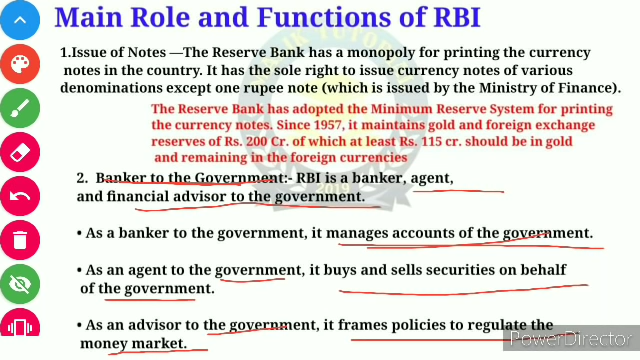 Main Role and Functions of RBI
1.Issue of Notes —The Reserve Bank has a monopoly for printing the currency
notes in the country. It has the sole right to issue currency notes of various
denominations except one rupee note (which is issued by the Ministry of Finance).
The Reserve Bank has adopted the Minimum Reserve System for printing
the currency notes. Since 1957, it maintains gold and foreign exchange
reserves of Rs. 200 Cr. of which at least Rs. 115 cr. should be in gold
and remaining in the foreign currencies
2. Banker to the Government:- RBI is a banker, agent,
and financial advisor to the government.
2019
• As a banker to the government, it manages accounts of the government.
• As an agent to the government, it buys and sells securities on behalf
of the government.
• As an advisor to the government, it frames policies to regulate the
money market.
PowerDirector